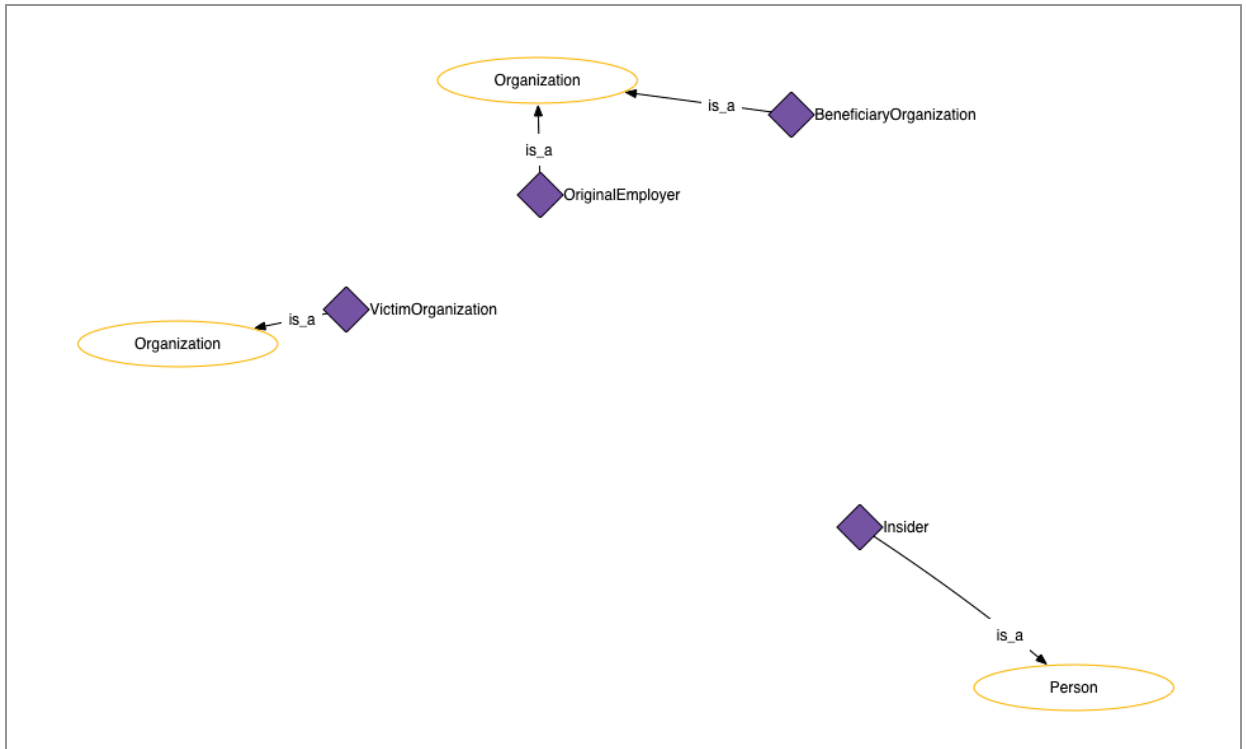 Organization
is_a
BeneficiaryOrganization
is_a
OriginalEmployer
VictimOrganization
is_a
Organization
Insider
is_a
Person